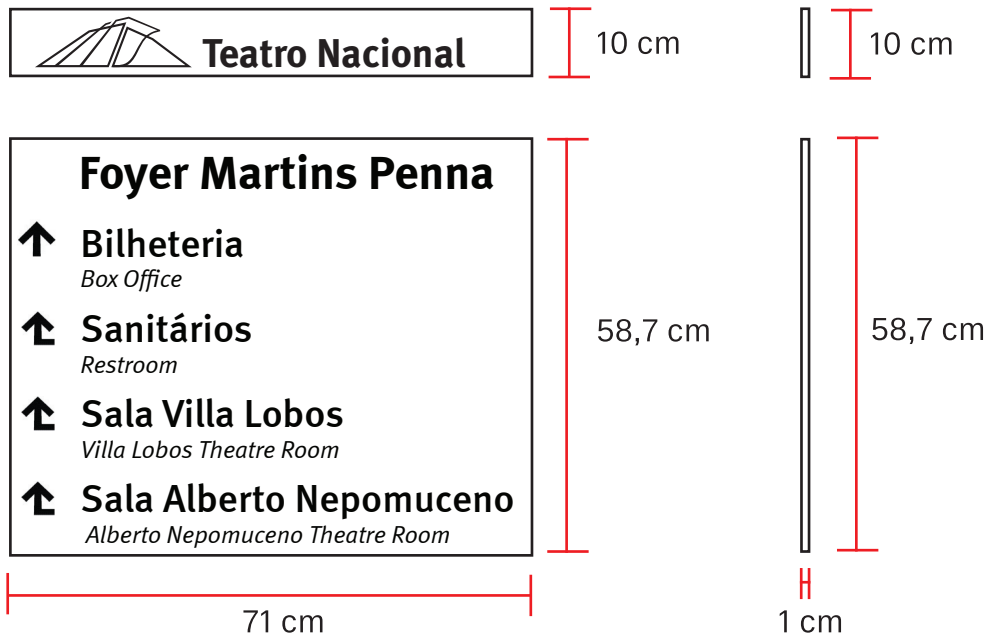 Teatro Nacional
10 cm
10 cm
Foyer Martins Penna
Bilheteria
Box Office
Sanitários
Restroom
58,7 cm
58,7 cm
Sala Villa Lobos
Villa Lobos Theatre Room
Sala Alberto Nepomuceno
Alberto Nepomuceno Theatre Room
71 cm
1 cm